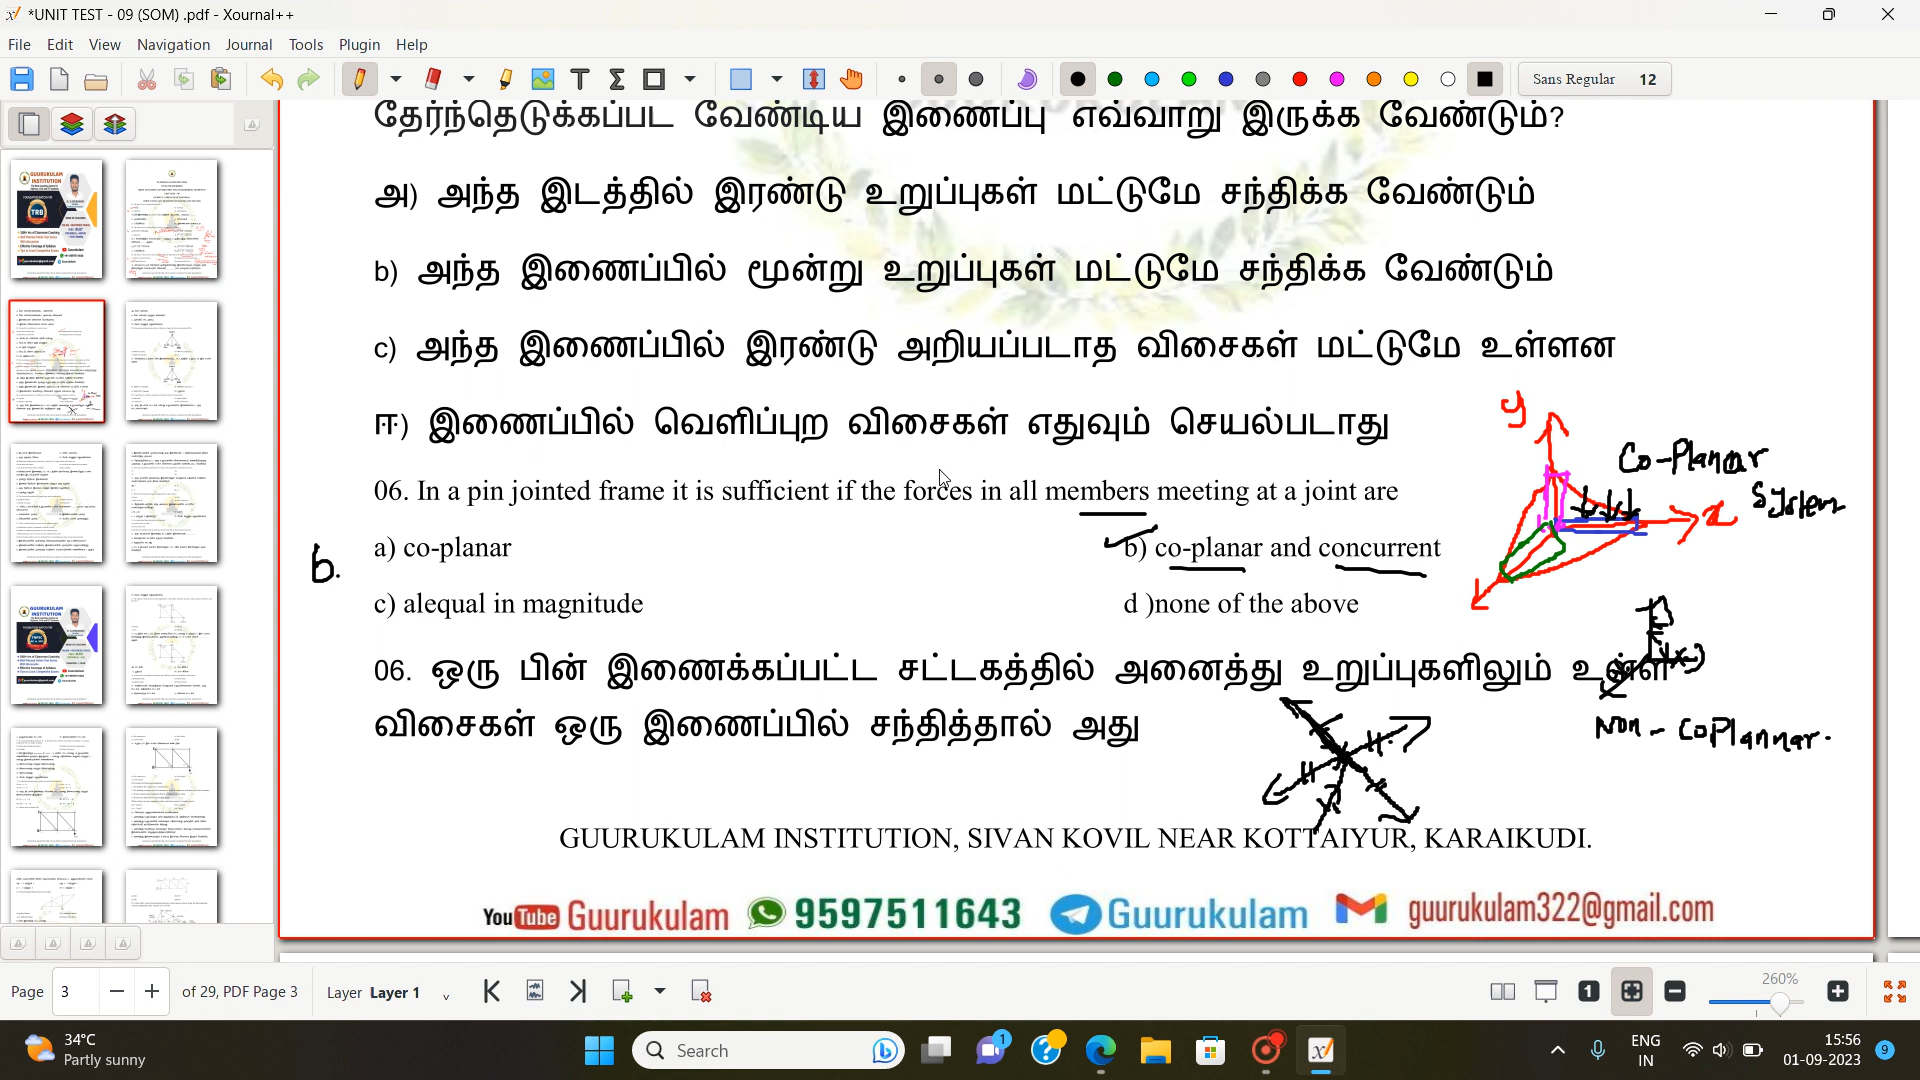 *UNIT TEST - 09 (SOM) .pdf - Xournal++
File Edit View Navigation Journal Tools Plugin Help
Sans Regular 12
தேர்ந்தெடுக்கப்பட வேண்டிய இணைப்பு எவ்வாறு இருக்க வேண்டும்?
அ) அந்த இடத்தில் இரண்டு உறுப்புகள் மட்டுமே சந்திக்க வேண்டும்
b) அந்த இணைப்பில் மூன்று உறுப்புகள் மட்டுமே சந்திக்க வேண்டும்
c) அந்த இணைப்பில் இரண்டு அறியப்படாத விசைகள் மட்டுமே உள்ளன
ஈ) இணைப்பில் வெளிப்புற விசைகள் எதுவும் செயல்படாது
y
Co-Planar
System
x
06. In a pin jointed frame it is sufficient if the forces in all members meeting at a joint are
a) co-planar b) co-planar and concurrent
b.
c) alequal in magnitude d )none of the above
06. ஒரு பின் இணைக்கப்பட்ட சட்டகத்தில் அனைத்து உறுப்புகளிலும் உள்ள
விசைகள் ஒரு இணைப்பில் சந்தித்தால் அது
Non - CoPlannar.
GUURUKULAM INSTITUTION, SIVAN KOVIL NEAR KOTTAIYUR, KARAIKUDI.
YouTube Guurukulam 9597511643 Guurukulam guurukulam322@gmail.com
Page 3 of 29, PDF Page 3 Layer Layer 1 260%
34°C
Partly sunny
Search
ENG
IN
15:56
01-09-2023